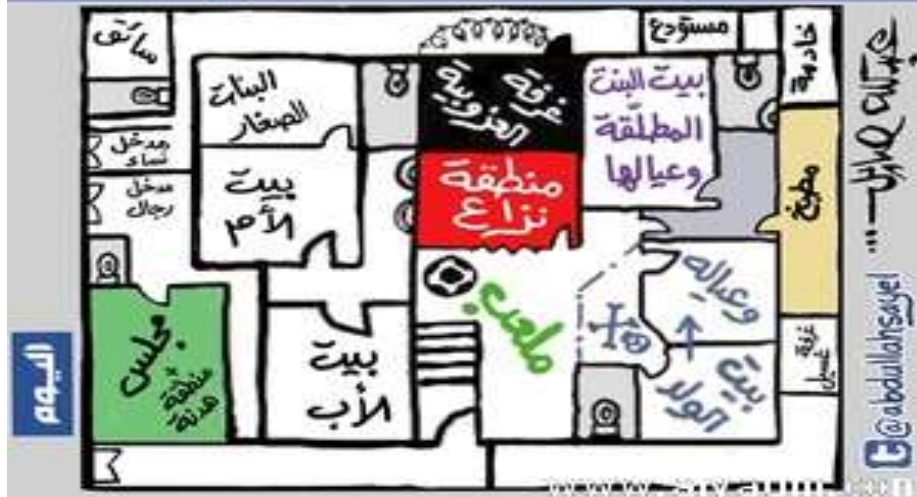 سائق
مستودع
خادمة
البنات
الصغار
غرفة
العزوبية
بيت البنت
المطلقة
وعيالها
مدخل
نساء
مدخل
رجال
بيت
الأم
منطقة
نزاع
مطبخ
وعياله
بيت
الولد
ملعب
مجلس
منطقة
هدنة
بيت
الأب
غرفة
غسيل
اليوم
عبدالله صايل ...
@abdullahsayel